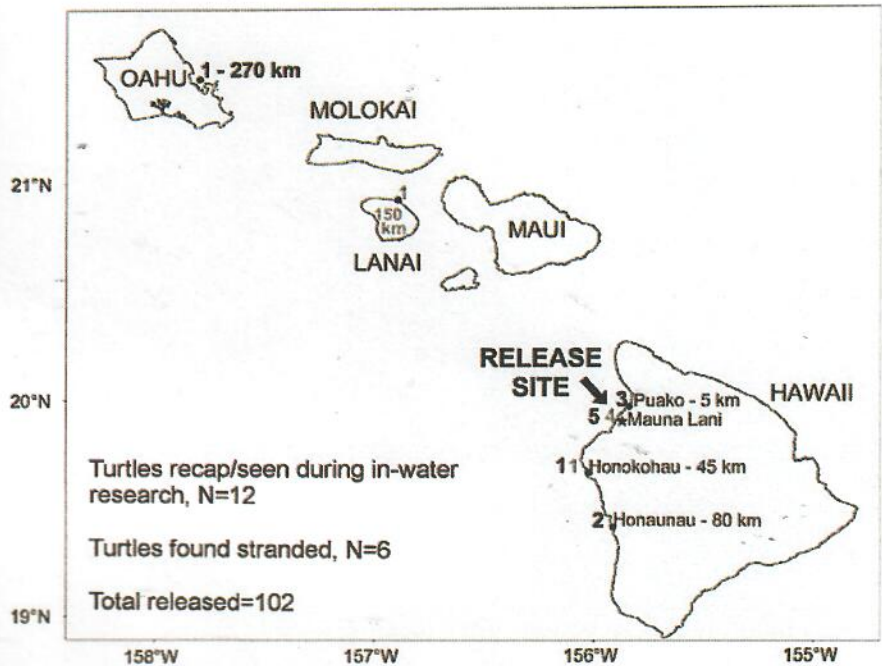 OAHU
1 - 270 km
MOLOKAI
21°N
1
150
km
LANAI
MAUI
RELEASE
SITE
HAWAII
20°N
3 Puako - 5 km
5 4 Mauna Lani
11 Honokohau - 45 km
2 Honaunau - 80 km
Turtles recap/seen during in-water
research, N=12
Turtles found stranded, N=6
Total released=102
19°N
158°W 157°W 156°W 155°W